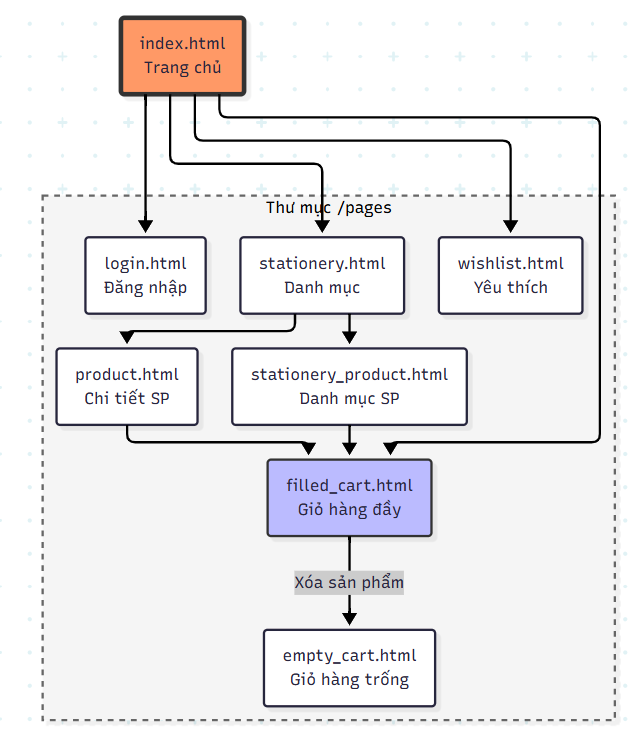 index.html
Trang chủ
Thư mục /pages
login.html
Đăng nhập
stationery.html
Danh mục
wishlist.html
Yêu thích
product.html
Chi tiết SP
stationery_product.html
Danh mục SP
filled_cart.html
Giỏ hàng đầy
Xóa sản phẩm
empty_cart.html
Giỏ hàng trống